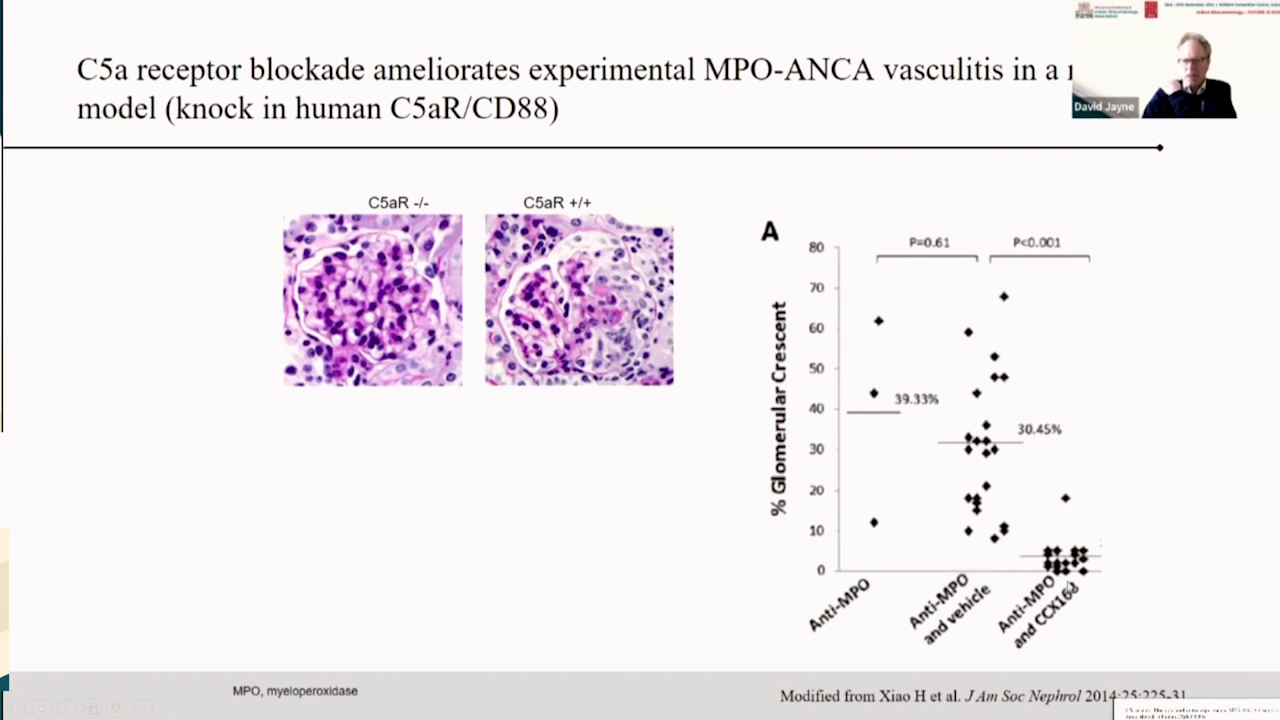 C5a receptor blockade ameliorates experimental MPO-ANCA vasculitis in a
model (knock in human C5aR/CD88)
David Jayne
C5aR -/-
C5aR +/+
A
P=0.61
P<0.001
% Glomerular Crescent
80
70
60
50
40
30
20
10
0
39.33%
30.45%
Anti-MPO
Anti-MPO
and vehicle
Anti-MPO
and CCX168
MPO, myeloperoxidase
Modified from Xiao H et al. J Am Soc Nephrol 2014:25:225-31